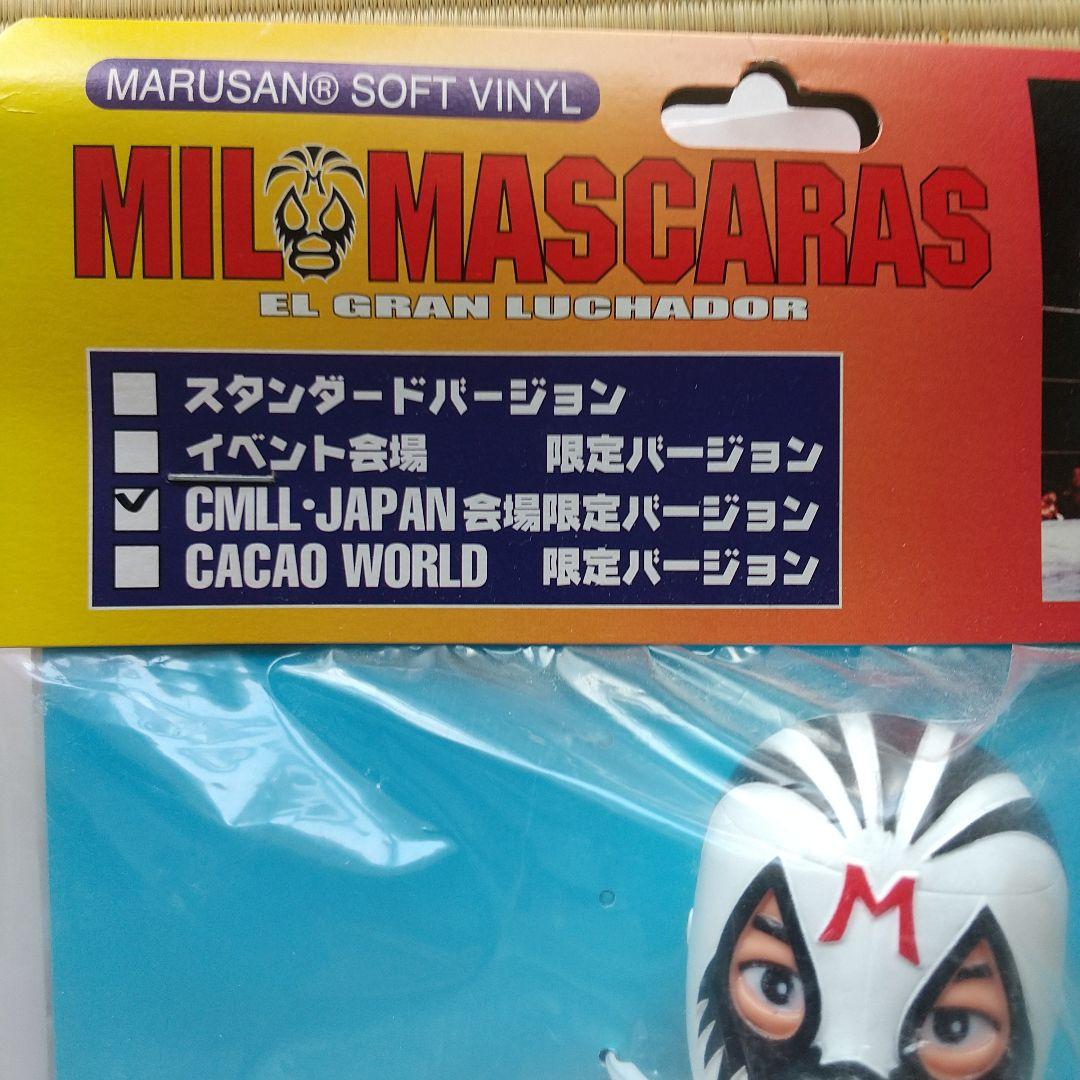 MARUSAN® SOFT VINYL
MIL MASCARAS
EL GRAN LUCHADOR
スタンダードバージョン
イベント会場 限定バージョン
CMLL・JAPAN 会場限定バージョン
CACAO WORLD 限定バージョン
M